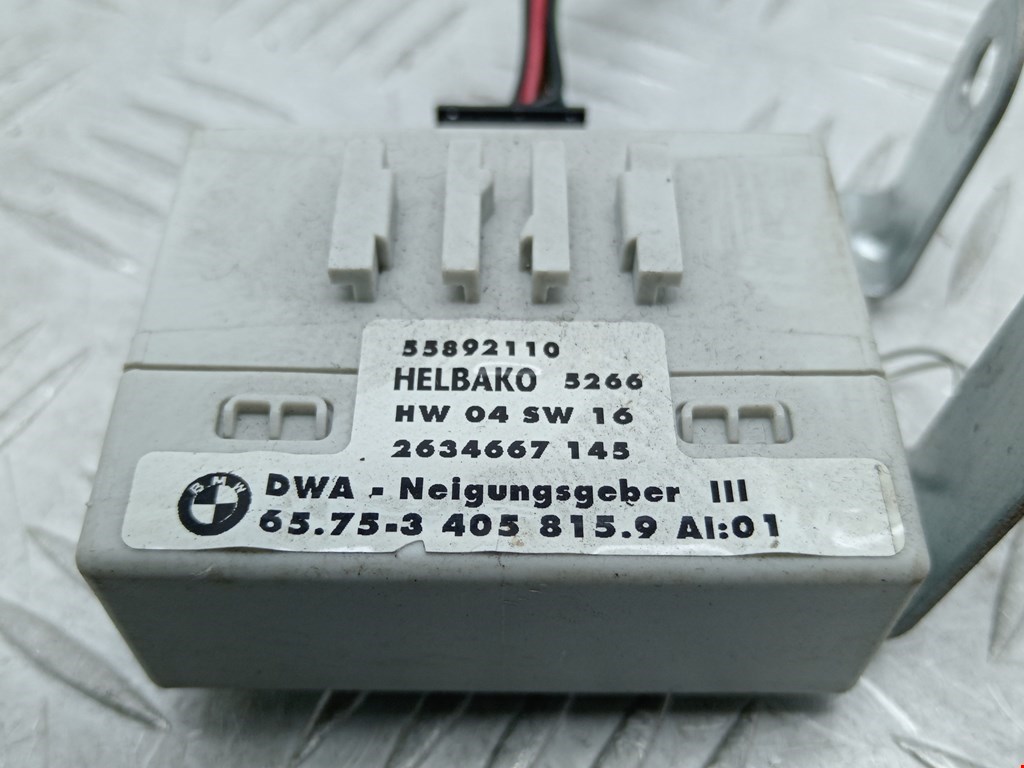 55892110
HELBAKO 5266
HW 04 SW 16
2634667 145
BMW DWA - Neigungsgeber III
65.75-3 405 815.9 AI:01